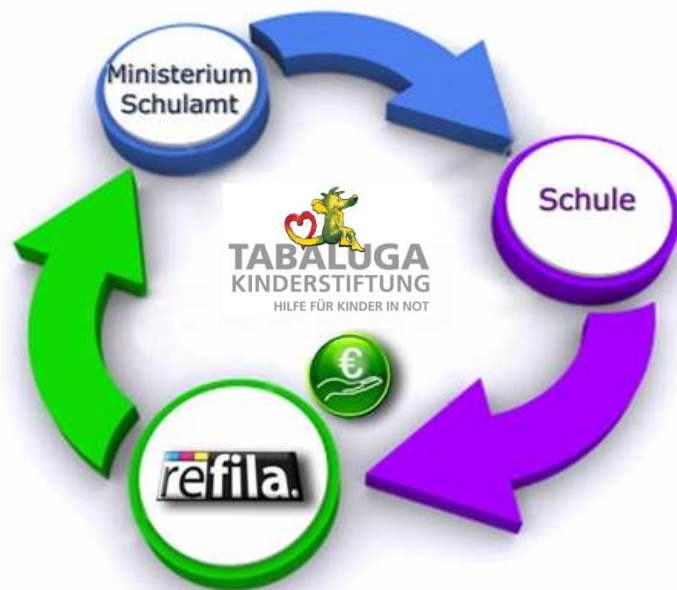 Ministerium
Schulamt
Schule
TABALUGA
KINDERSTIFTUNG
HILFE FÜR KINDER IN NOT
€
refila.